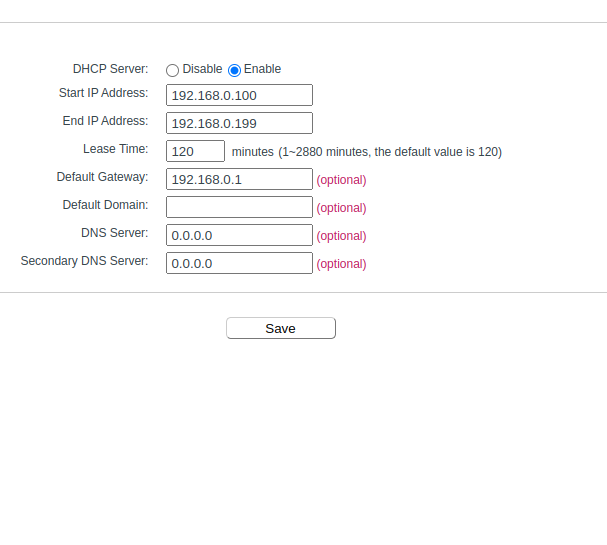 DHCP Server: Disable Enable
Start IP Address: 192.168.0.100
End IP Address: 192.168.0.199
Lease Time: 120 minutes (1~2880 minutes, the default value is 120)
Default Gateway: 192.168.0.1 (optional)
Default Domain: (optional)
DNS Server: 0.0.0.0 (optional)
Secondary DNS Server: 0.0.0.0 (optional)
Save